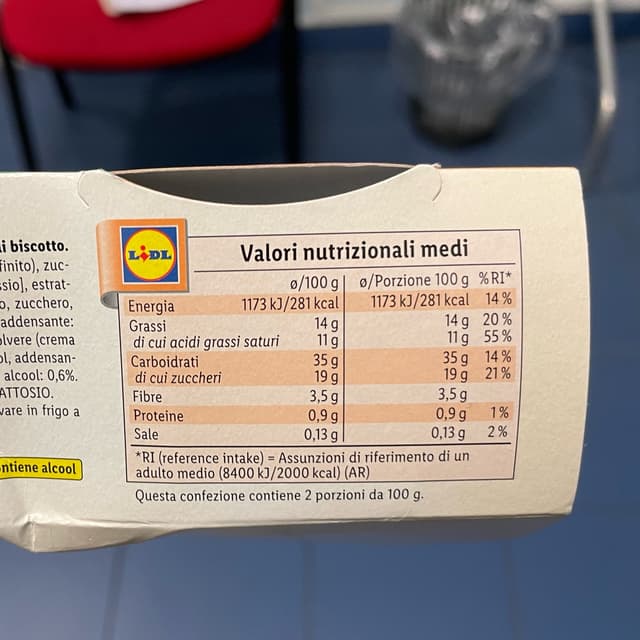 di biscotto.
finito), zuc-
ssio], estrat-
o, zucchero,
addensante:
olvere (crema
ol, addensan-
alcool: 0,6%.
ATTOSIO.
vare in frigo a
ontiene alcool
LIDL
Valori nutrizionali medi
ø/100 g ø/Porzione 100 g % RI*
Energia 1173 kJ/281 kcal 1173 kJ/281 kcal 14 %
Grassi 14 g 14 g 20 %
di cui acidi grassi saturi 11 g 11 g 55 %
Carboidrati 35 g 35 g 14 %
di cui zuccheri 19 g 19 g 21 %
Fibre 3,5 g 3,5 g
Proteine 0,9 g 0,9 g 1 %
Sale 0,13 g 0,13 g 2 %
*RI (reference intake) = Assunzioni di riferimento di un
adulto medio (8400 kJ/2000 kcal) (AR)
Questa confezione contiene 2 porzioni da 100 g.